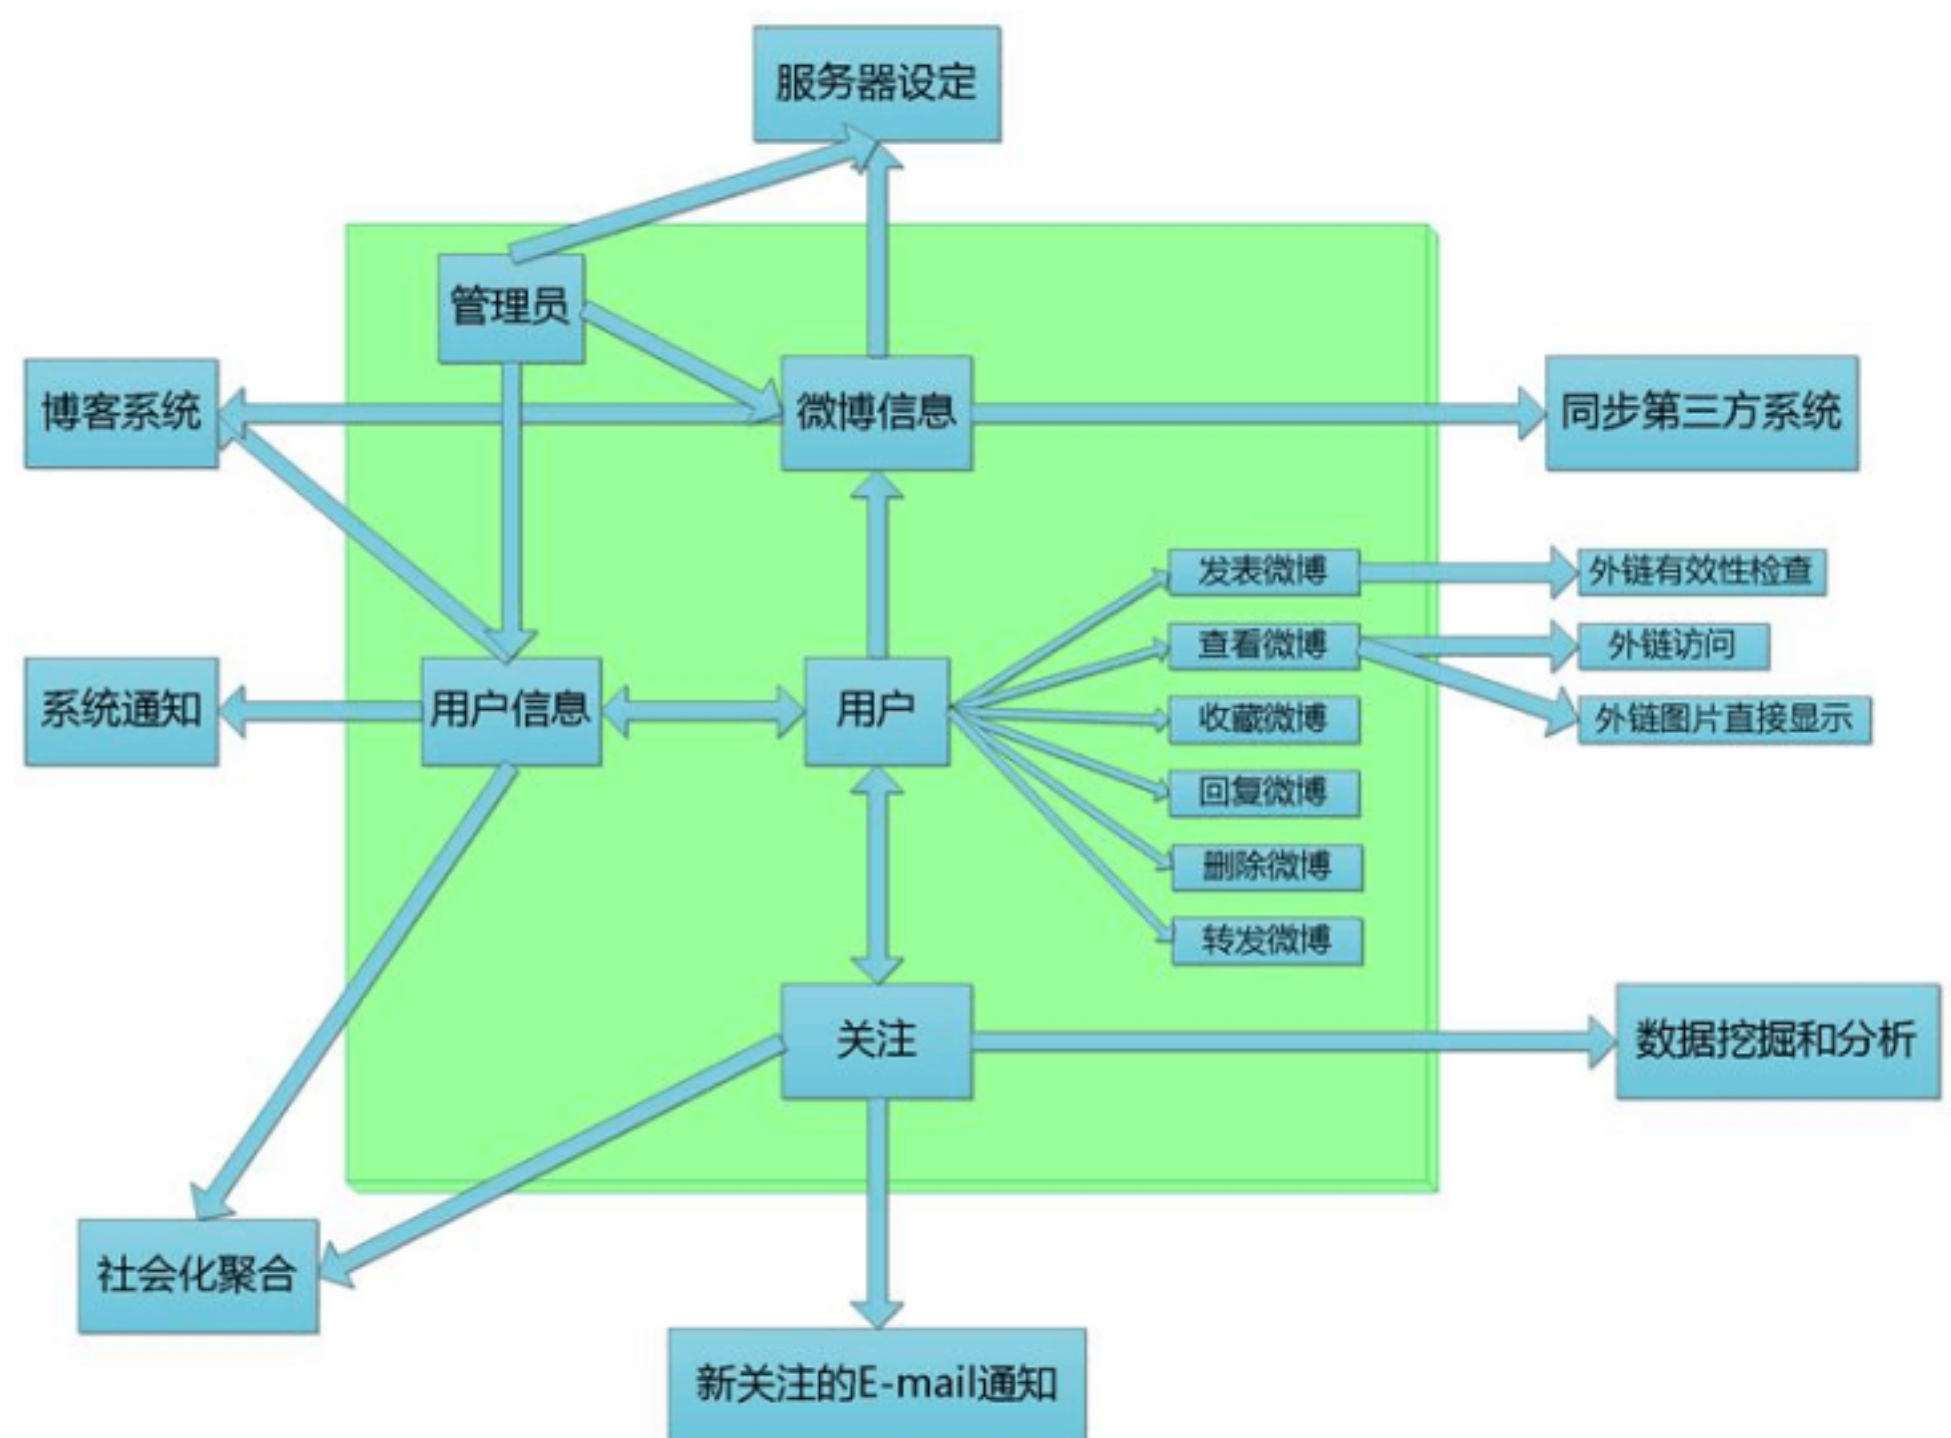 服务器设定
管理员
博客系统
微博信息
同步第三方系统
发表微博
外链有效性检查
查看微博
外链访问
系统通知
用户信息
用户
收藏微博
外链图片直接显示
回复微博
删除微博
转发微博
关注
数据挖掘和分析
社会化聚合
新关注的E-mail通知